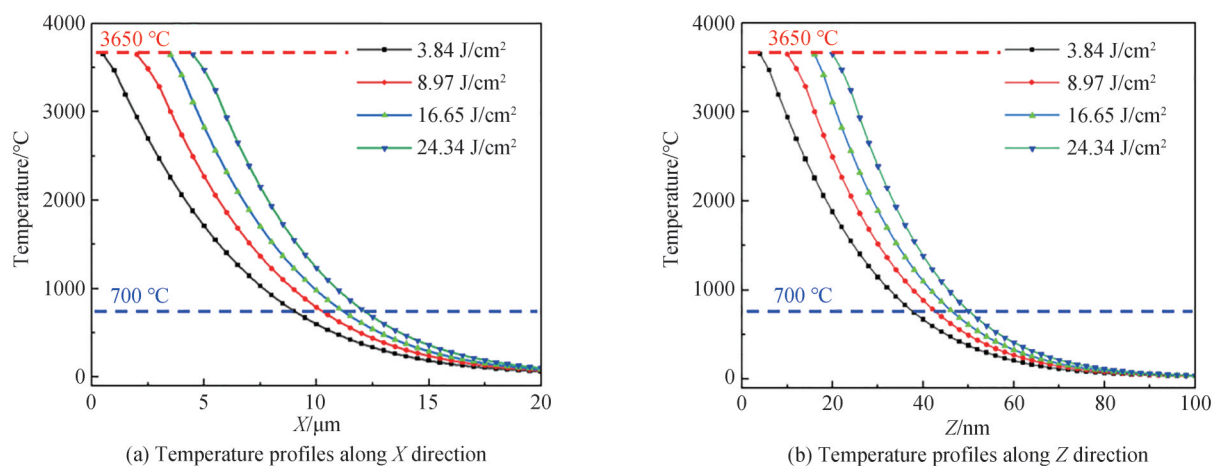 4000
3000
2000
1000
0
Temperature/°C
3650 °C
700 °C
3.84 J/cm²
8.97 J/cm²
16.65 J/cm²
24.34 J/cm²
0 5 10 15 20
X/μm
(a) Temperature profiles along X direction
4000
3000
2000
1000
0
Temperature/°C
3650 °C
700 °C
3.84 J/cm²
8.97 J/cm²
16.65 J/cm²
24.34 J/cm²
0 20 40 60 80 100
Z/nm
(b) Temperature profiles along Z direction